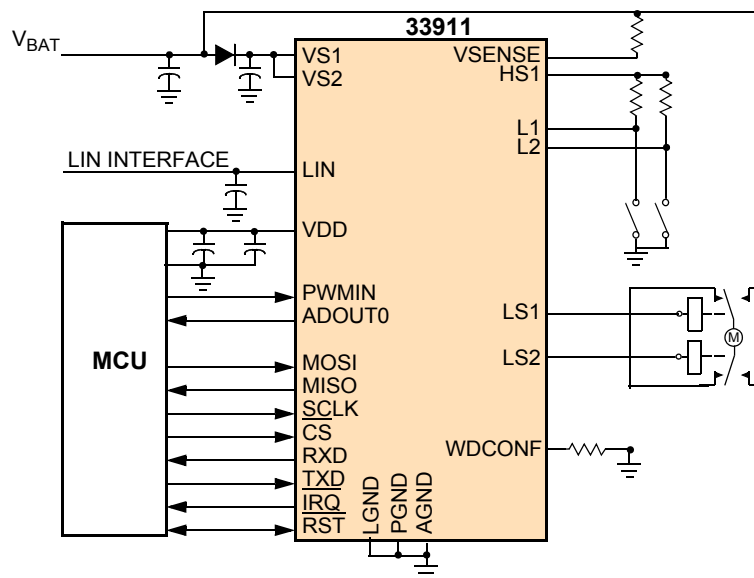 33911
V_BAT
VS1
VS2
VSENSE
HS1
L1
L2
LIN INTERFACE
LIN
VDD
PWMIN
ADOUT0
LS1
M
MCU
MOSI
MISO
LS2
SCLK
CS
RXD
WDCONF
TXD
IRQ
RST
LGND
PGND
AGND